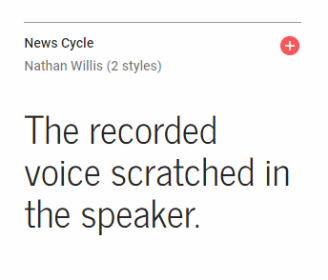 News Cycle
Nathan Willis (2 styles)
The recorded
voice scratched in
the speaker.